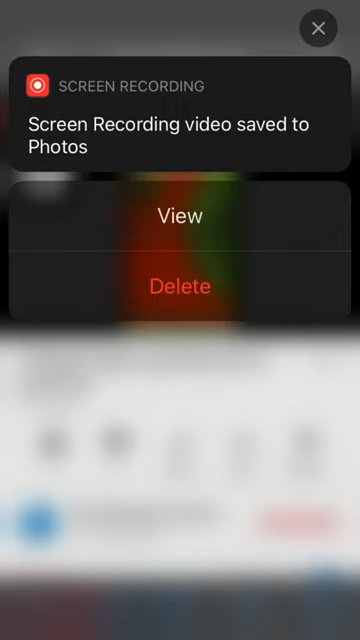 SCREEN RECORDING
Screen Recording video saved to
Photos
View
Delete